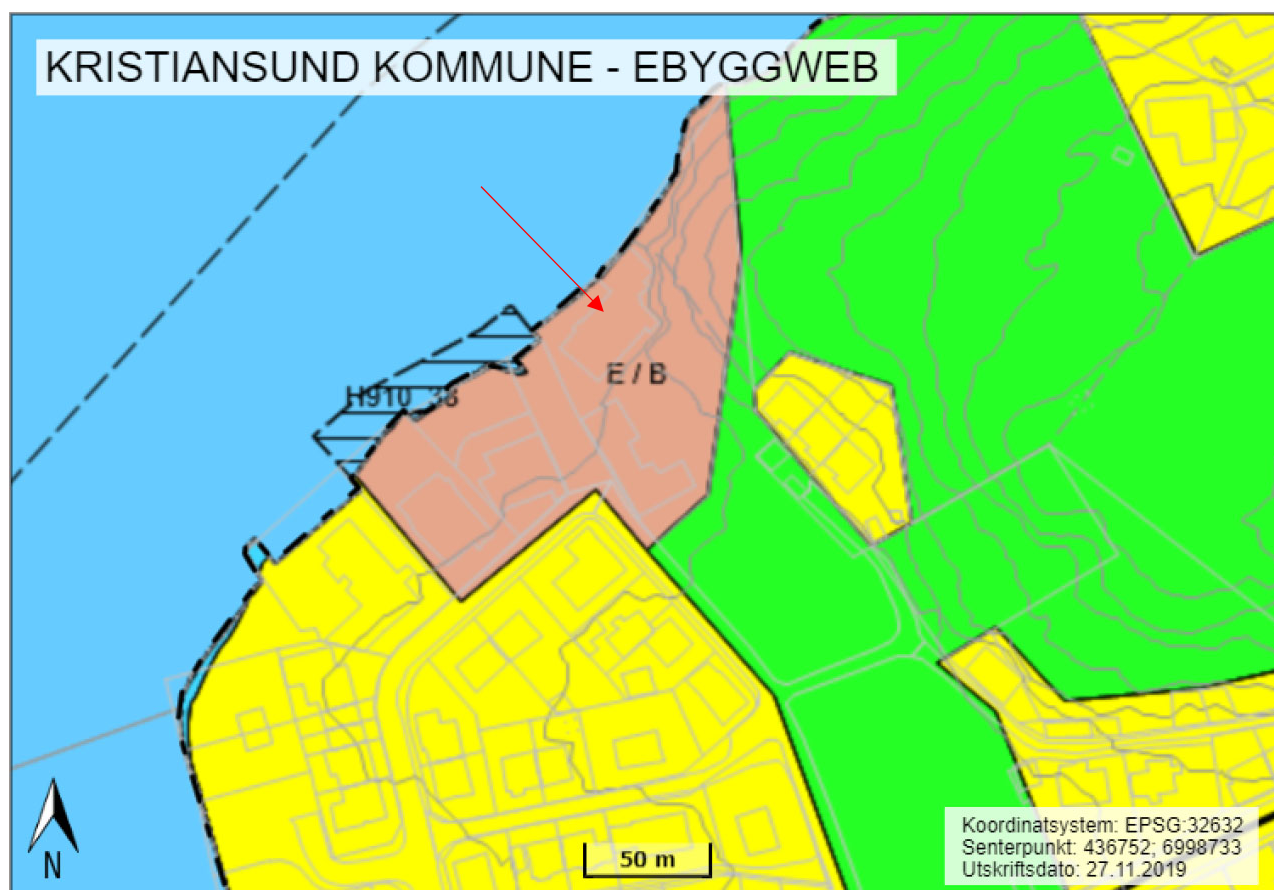 KRISTIANSUND KOMMUNE - EBYGGWEB
E / B
H910_38
N
50 m
Koordinatsystem: EPSG:32632
Senterpunkt: 436752; 6998733
Utskriftsdato: 27.11.2019